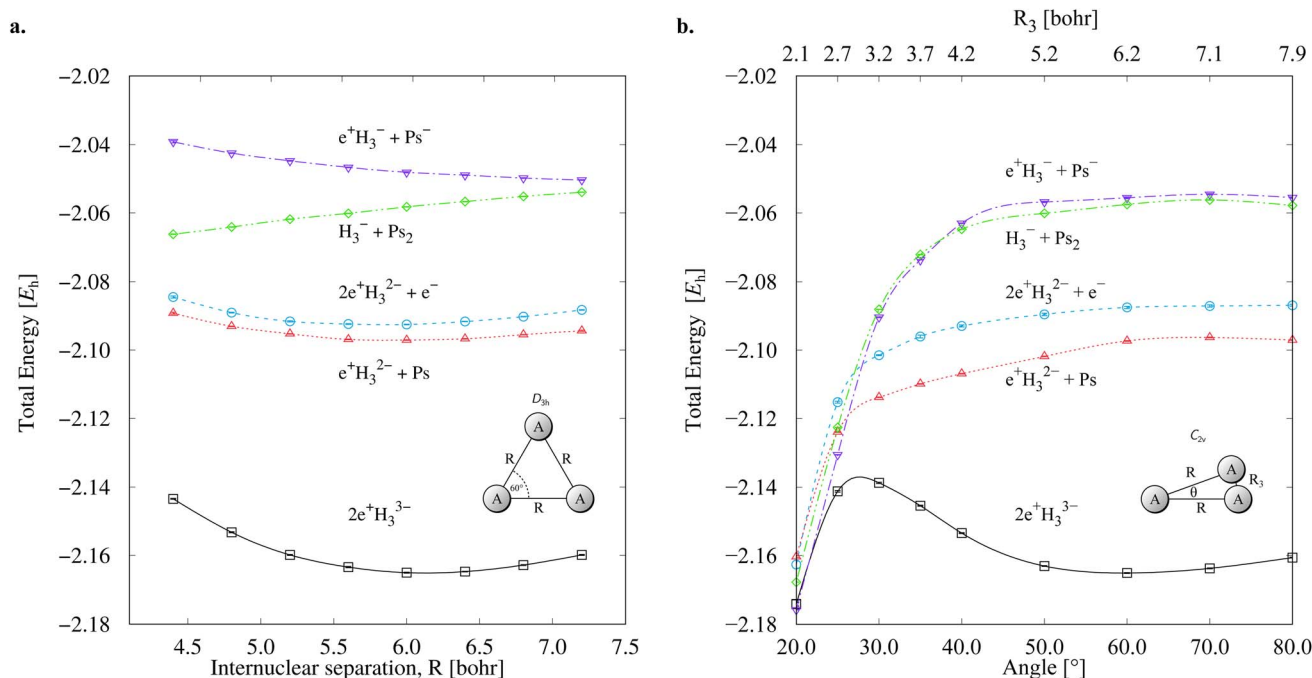 a.
−2.02
−2.04
−2.06
−2.08
−2.10
−2.12
−2.14
−2.16
−2.18
Total Energy [Eₕ]
e⁺H₃⁻ + Ps⁻
H₃⁻ + Ps₂
2e⁺H₃²⁻ + e⁻
e⁺H₃²⁻ + Ps
2e⁺H₃³⁻
D₃ₕ
A
R R
60°
A A
R
4.5 5.0 5.5 6.0 6.5 7.0 7.5
Internuclear separation, R [bohr]
b.
R₃ [bohr]
2.1 2.7 3.2 3.7 4.2 5.2 6.2 7.1 7.9
−2.02
−2.04
−2.06
−2.08
−2.10
−2.12
−2.14
−2.16
−2.18
Total Energy [Eₕ]
e⁺H₃⁻ + Ps⁻
H₃⁻ + Ps₂
2e⁺H₃²⁻ + e⁻
e⁺H₃²⁻ + Ps
2e⁺H₃³⁻
C₂ᵥ
A
R R₃
A θ A
R
20.0 30.0 40.0 50.0 60.0 70.0 80.0
Angle [°]